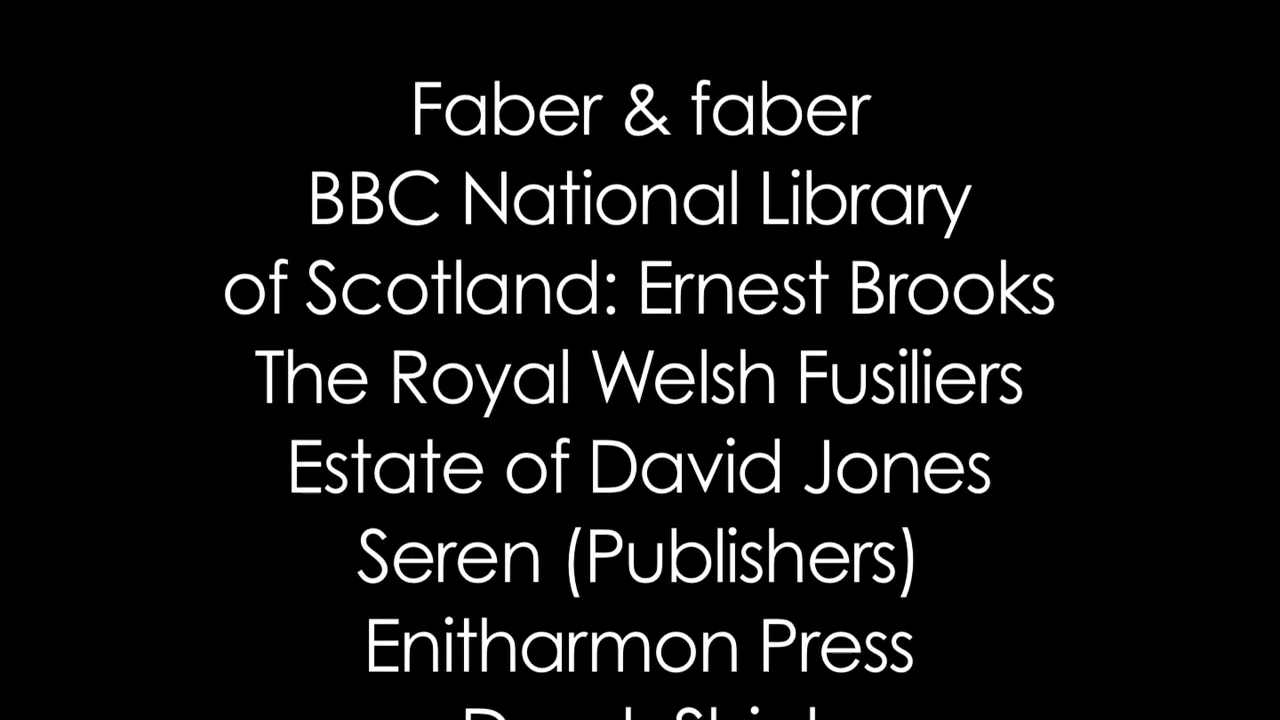 Faber & faber
BBC National Library
of Scotland: Ernest Brooks
The Royal Welsh Fusiliers
Estate of David Jones
Seren (Publishers)
Enitharmon Press